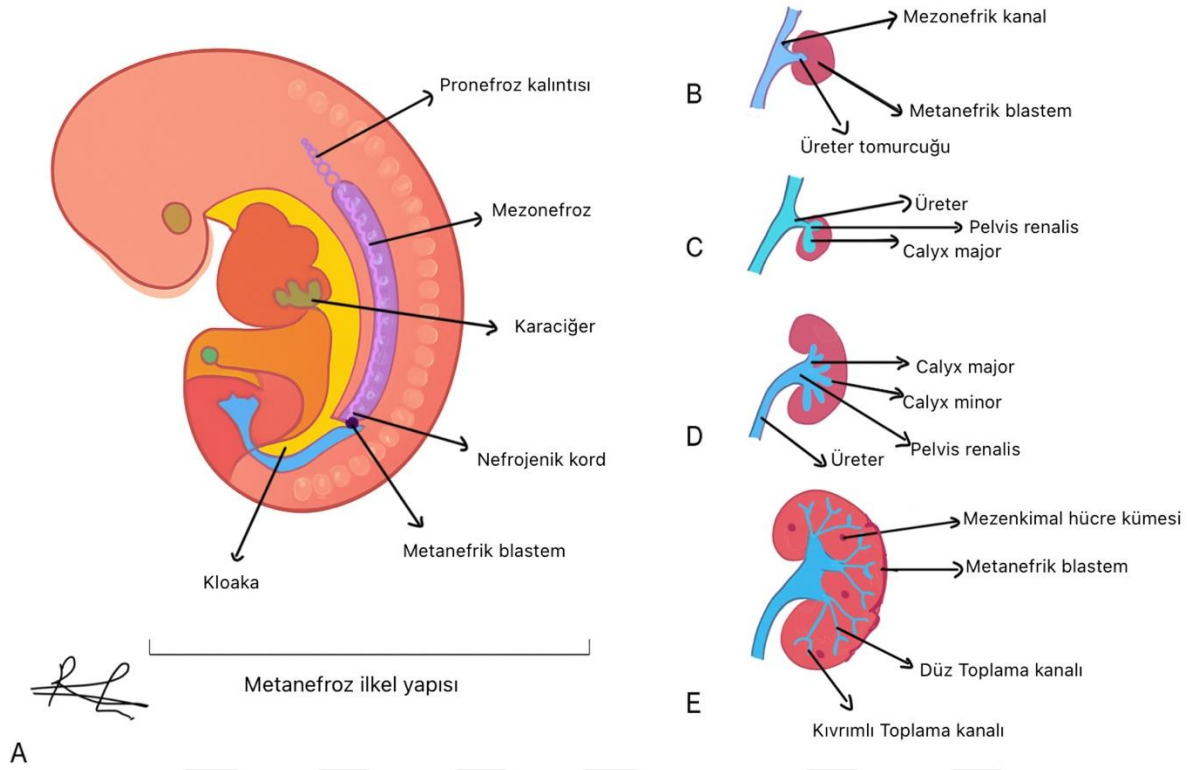 Pronefroz kalıntısı
Mezonefroz
Karaciğer
Nefrojenik kord
Metanefrik blastem
Kloaka
Metanefroz ilkel yapısı
A
Mezonefrik kanal
B
Metanefrik blastem
Üreter tomurcuğu
Üreter
Pelvis renalis
C
Calyx major
Calyx major
Calyx minor
D
Pelvis renalis
Üreter
Mezenkimal hücre kümesi
Metanefrik blastem
Düz Toplama kanalı
E
Kıvrımlı Toplama kanalı